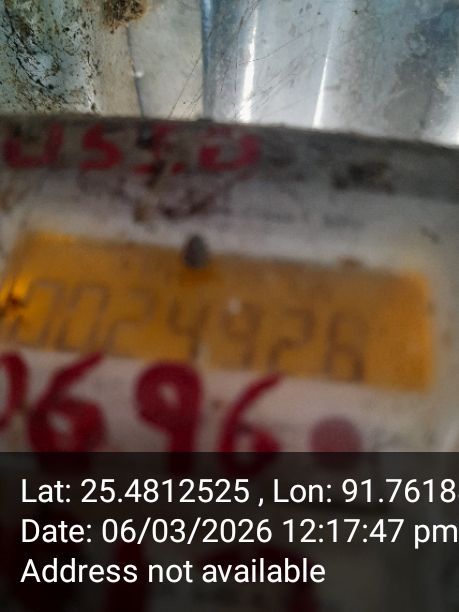 0024926
0696
Lat: 25.4812525 , Lon: 91.7618
Date: 06/03/2026 12:17:47 pm
Address not available